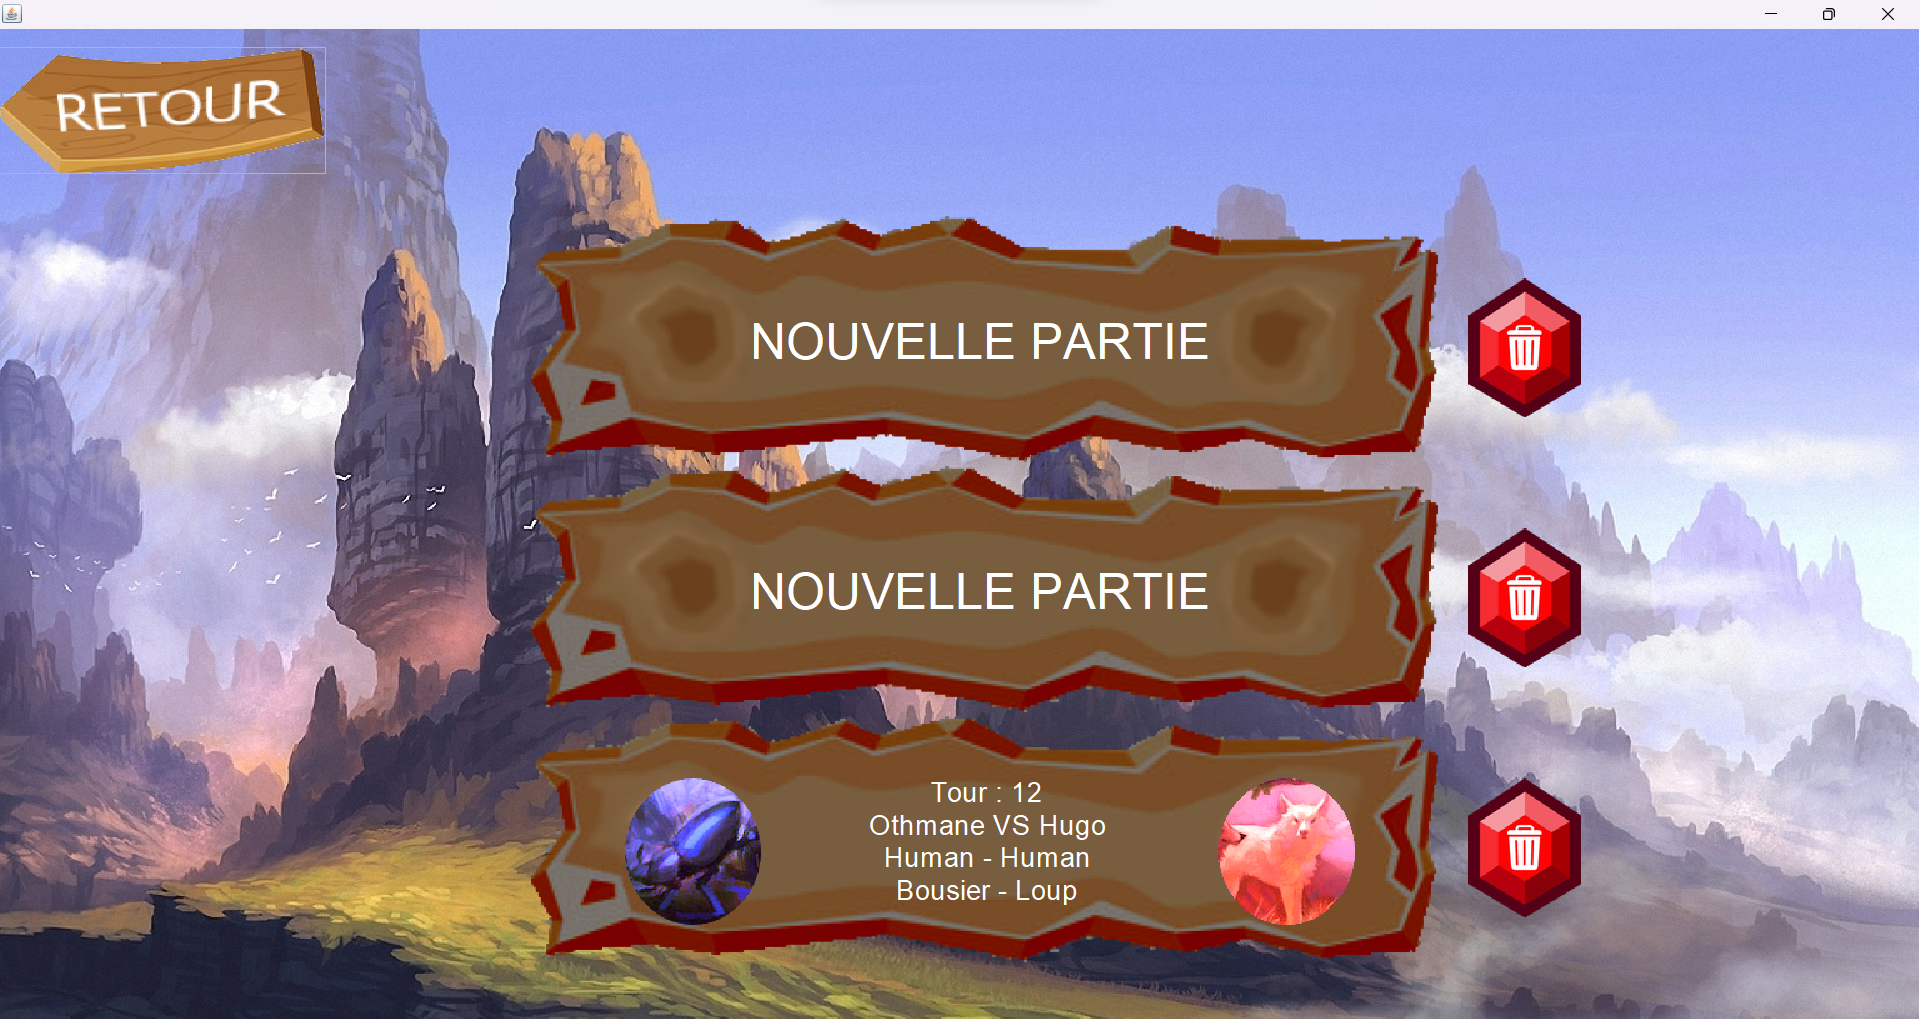 RETOUR
NOUVELLE PARTIE
NOUVELLE PARTIE
Tour : 12
Othmane VS Hugo
Human - Human
Bousier - Loup